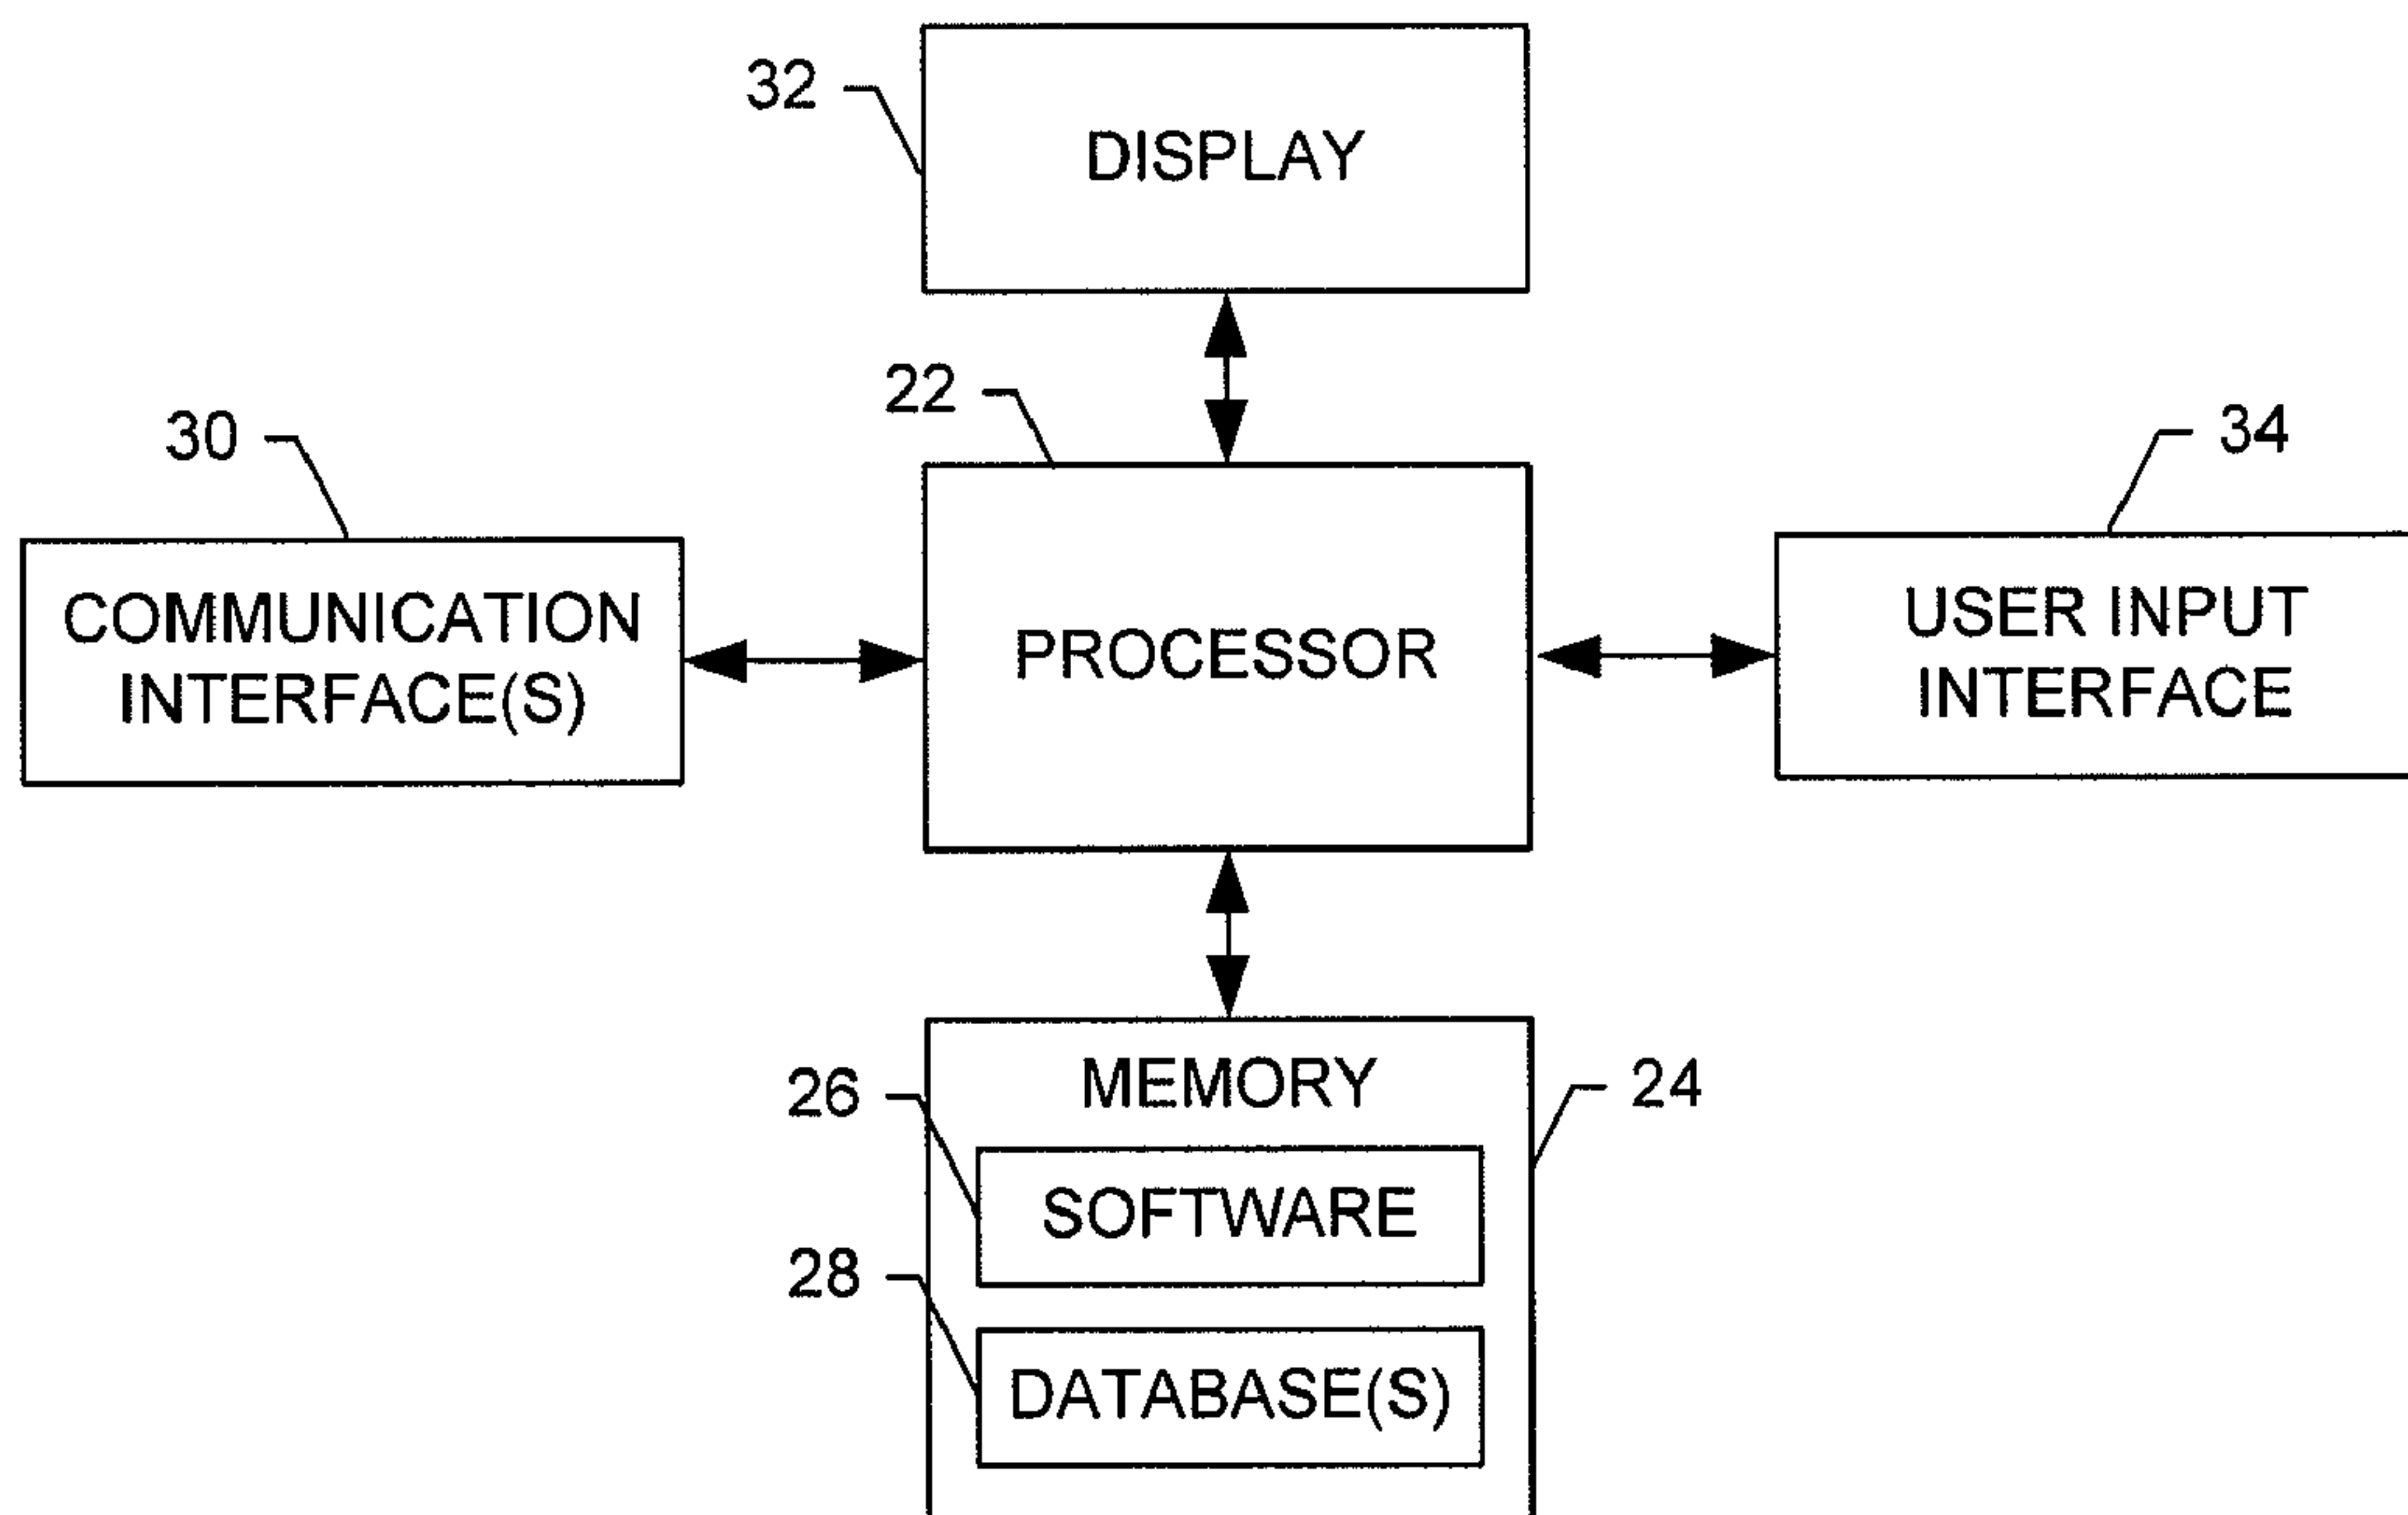 32
DISPLAY
22
30
34
COMMUNICATION
INTERFACE(S)
PROCESSOR
USER INPUT
INTERFACE
MEMORY
26
24
SOFTWARE
28
DATABASE(S)